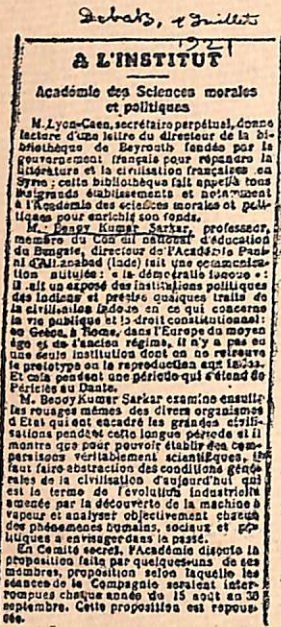 Debats, 1 Juillet
1921
A L'INSTITUT
Académie des Sciences morales
et politiques
M. Lyon-Caen, secrétaire perpétuel, donne
lecture d'une lettre du directeur de la bi-
bliothèque de Beyrouth fondée par le
gouvernement français pour répandre la
littérature et la civilisation françaises en
Syrie ; cette bibliothèque fait appel à tous
les grands établissements et notamment
à l'Académie des sciences morales et poli-
tiques pour enrichir son fonds.
M. Benoy Kumar Sarkar, professeur,
membre du Conseil national d'éducation
du Bengale, directeur de l'Académie Panini
d'Allahabad (Inde) fait une communica-
tion intitulée : « la démocratie indoue ».
Il fait un exposé des institutions politiques
des Indiens et précise quelques traits de
la civilisation indoue en ce qui concerne
la vie publique et le droit constitutionnel :
en Grèce, à Rome, dans l'Europe du moyen
âge et de l'ancien régime, il n'y a pas eu
une seule institution dont on ne retrouve
le prototype ou la reproduction aux Indes.
Et cela pendant une période qui s'étend de
Périclès au Dante.
M. Benoy Kumar Sarkar examine ensuite
les rouages mêmes des divers organismes
d'Etat qui ont encadré les grandes civili-
sations pendant cette longue période et il
montre que pour pouvoir établir des com-
paraisons véritablement scientifiques, il
faut faire abstraction des conditions géné-
rales de la civilisation d'aujourd'hui qui
est le terme de l'évolution industrielle
amenée par la découverte de la machine à
vapeur et analyser objectivement chacun
des phénomènes humains, sociaux et po-
litiques à envisager dans le passé.
En Comité secret, l'Académie discute la
proposition faite par quelques-uns de ses
membres, proposition selon laquelle les
séances de la Compagnie seraient inter-
rompues chaque année du 15 août au 30
septembre. Cette proposition est repous-
sée.